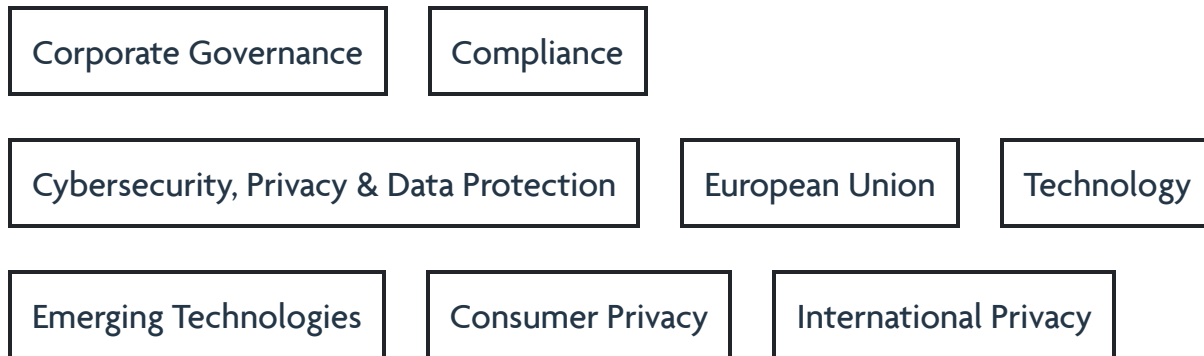 Corporate Governance Compliance
Cybersecurity, Privacy & Data Protection European Union Technology
Emerging Technologies Consumer Privacy International Privacy